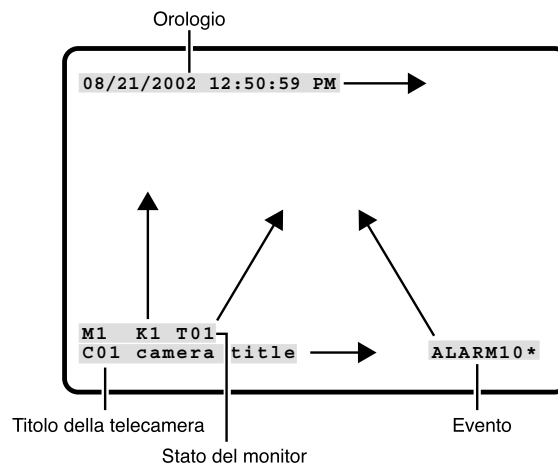 Orologio
08/21/2002 12:50:59 PM
M1 K1 T01
C01 camera title
ALARM10*
Titolo della telecamera
Evento
Stato del monitor